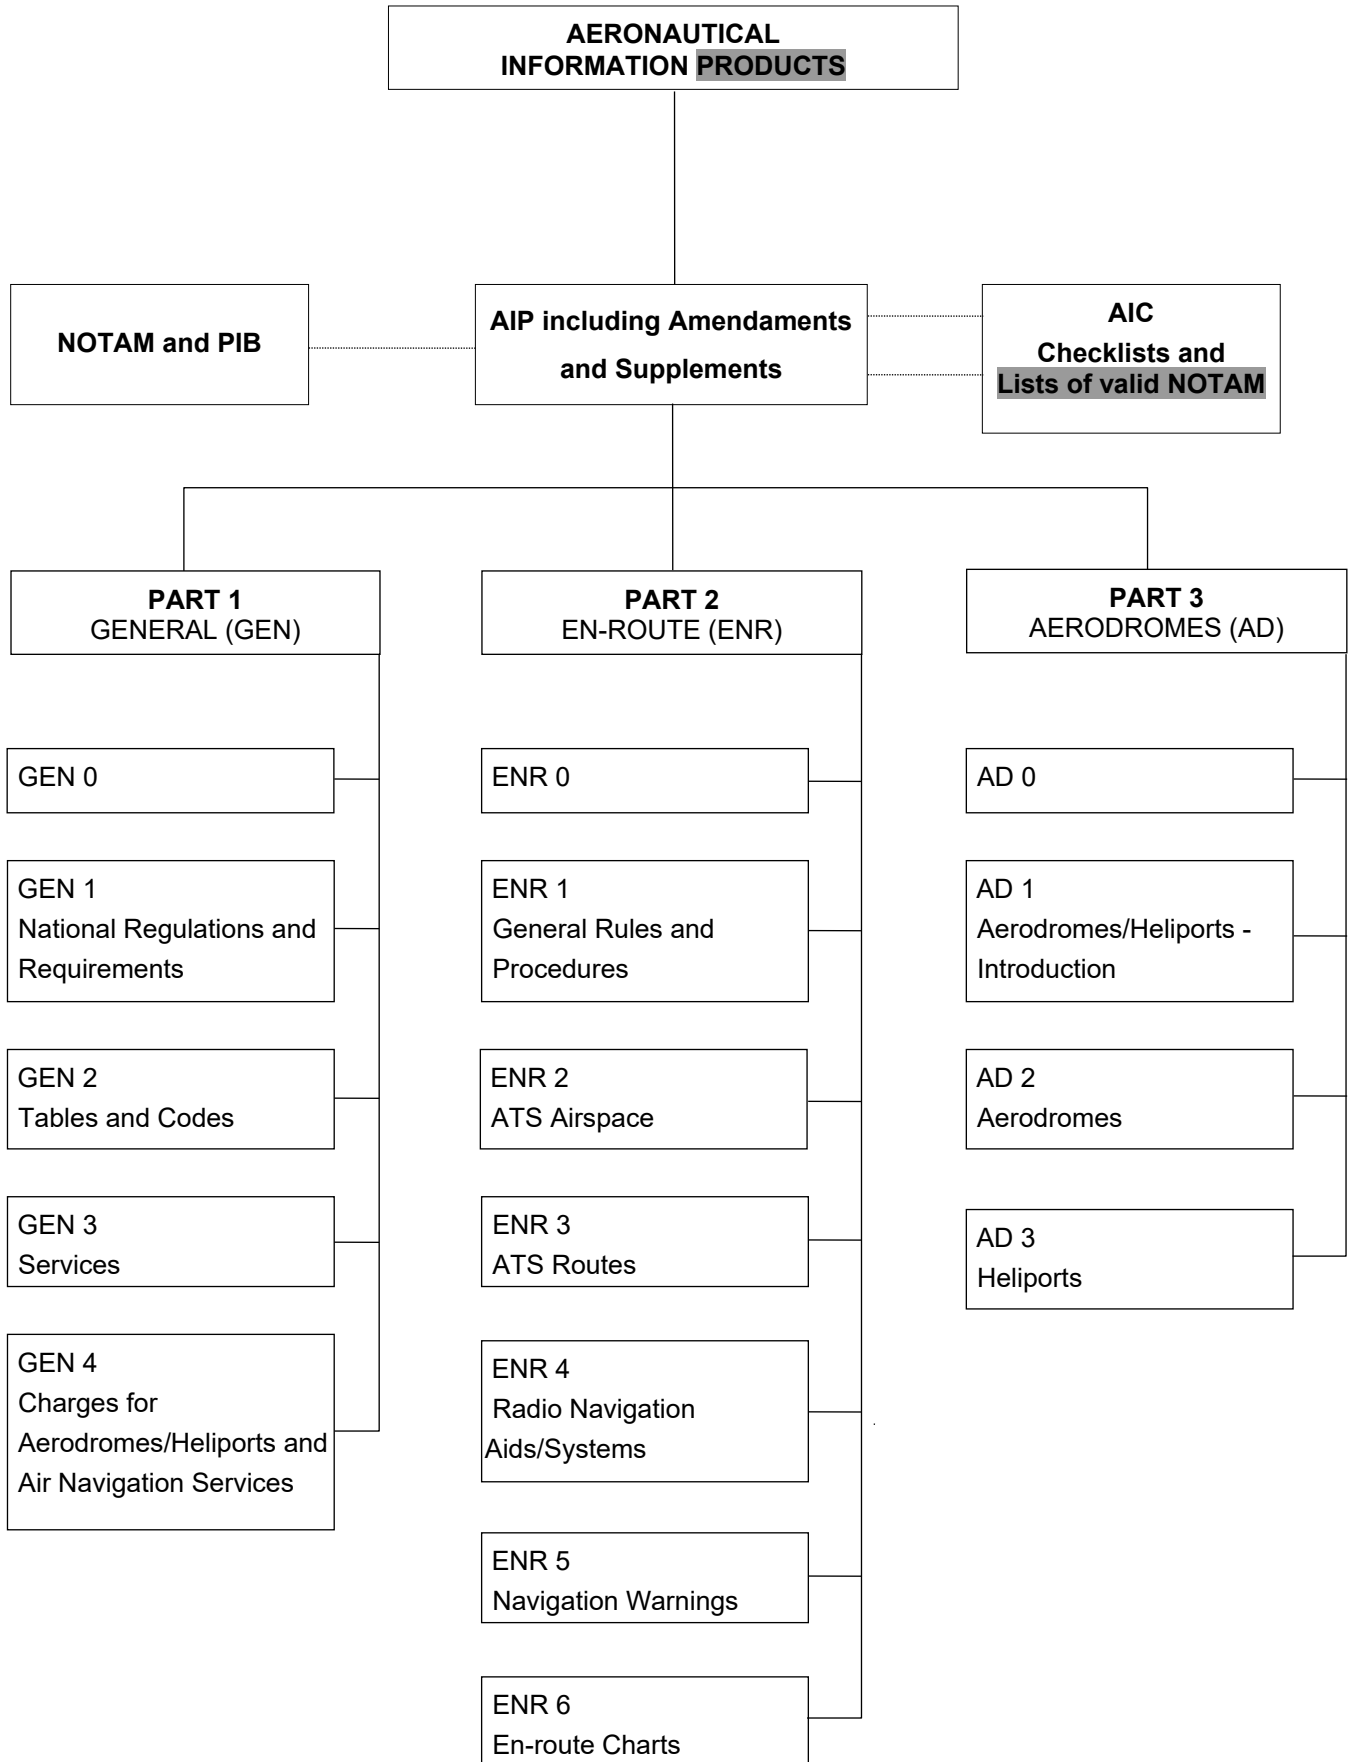 AERONAUTICAL
INFORMATION PRODUCTS
NOTAM and PIB
AIP including Amendaments
and Supplements
AIC
Checklists and
Lists of valid NOTAM
PART 1
GENERAL (GEN)
PART 2
EN-ROUTE (ENR)
PART 3
AERODROMES (AD)
GEN 0
GEN 1
National Regulations and
Requirements
GEN 2
Tables and Codes
GEN 3
Services
GEN 4
Charges for
Aerodromes/Heliports and
Air Navigation Services
ENR 0
ENR 1
General Rules and
Procedures
ENR 2
ATS Airspace
ENR 3
ATS Routes
ENR 4
Radio Navigation
Aids/Systems
ENR 5
Navigation Warnings
ENR 6
En-route Charts
AD 0
AD 1
Aerodromes/Heliports -
Introduction
AD 2
Aerodromes
AD 3
Heliports